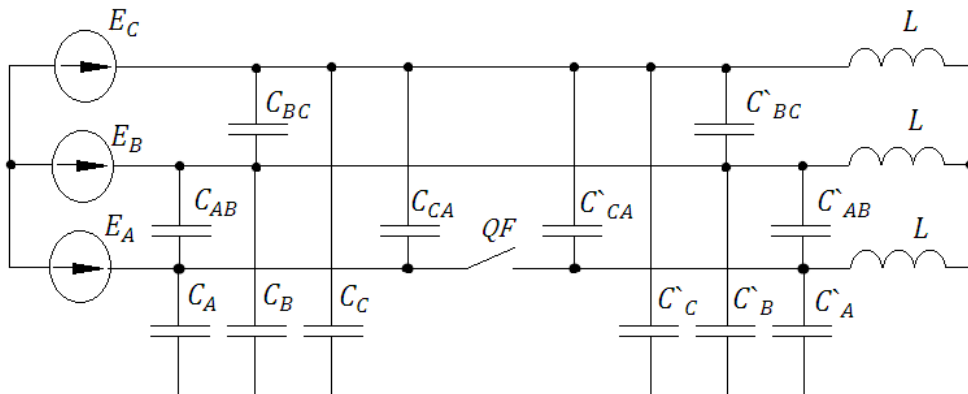 E_C
L
C_BC
C`_BC
E_B
L
C_AB
C_CA
C`_CA
C`_AB
E_A
QF
L
C_A
C_B
C_C
C`_C
C`_B
C`_A